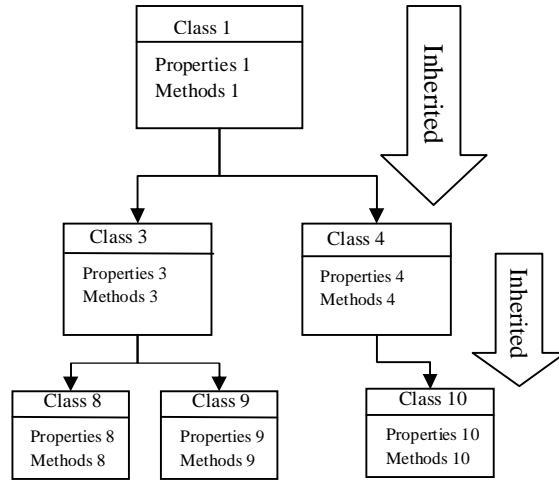 Class 1
Properties 1
Methods 1
Inherited
Class 3
Properties 3
Methods 3
Class 4
Properties 4
Methods 4
Inherited
Class 8
Properties 8
Methods 8
Class 9
Properties 9
Methods 9
Class 10
Properties 10
Methods 10